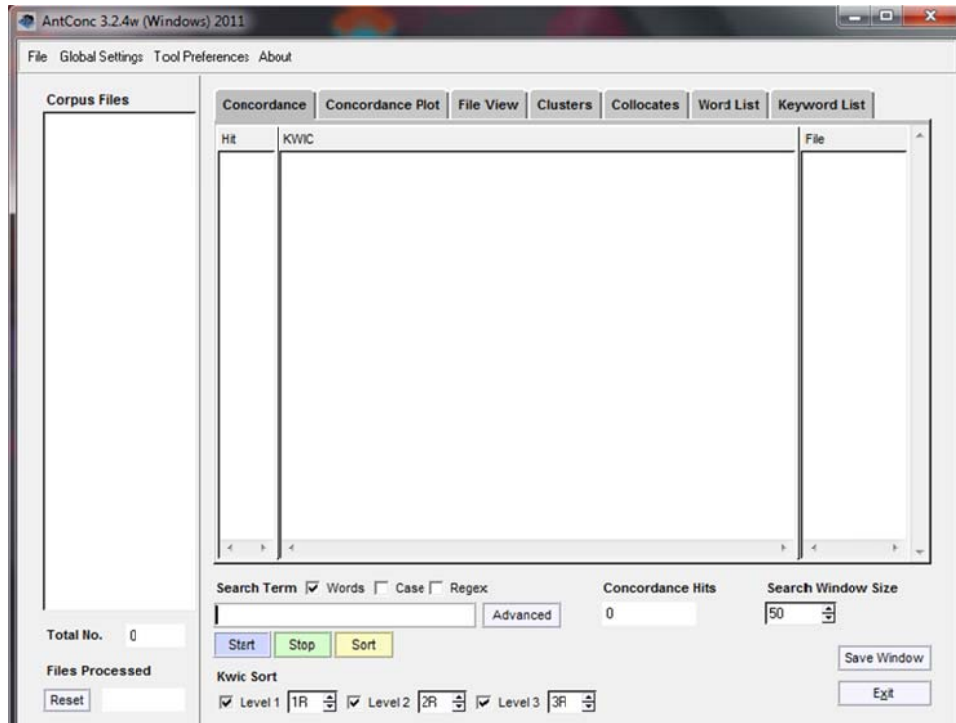 AntConc 3.2.4w (Windows) 2011
File Global Settings Tool Preferences About
Corpus Files
Concordance Concordance Plot File View Clusters Collocates Word List Keyword List
Hit KWIC File
Search Term Words Case Regex Concordance Hits Search Window Size
Advanced 0 50
Total No. 0
Start Stop Sort
Save Window
Files Processed
Kwic Sort
Reset
Level 1 1R Level 2 2R Level 3 3R
Exit